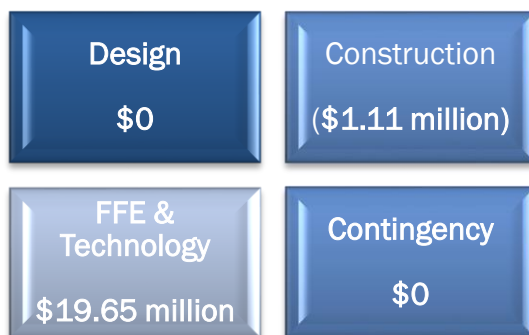 Design
$0
Construction
($1.11 million)
FFE &
Technology
$19.65 million
Contingency
$0